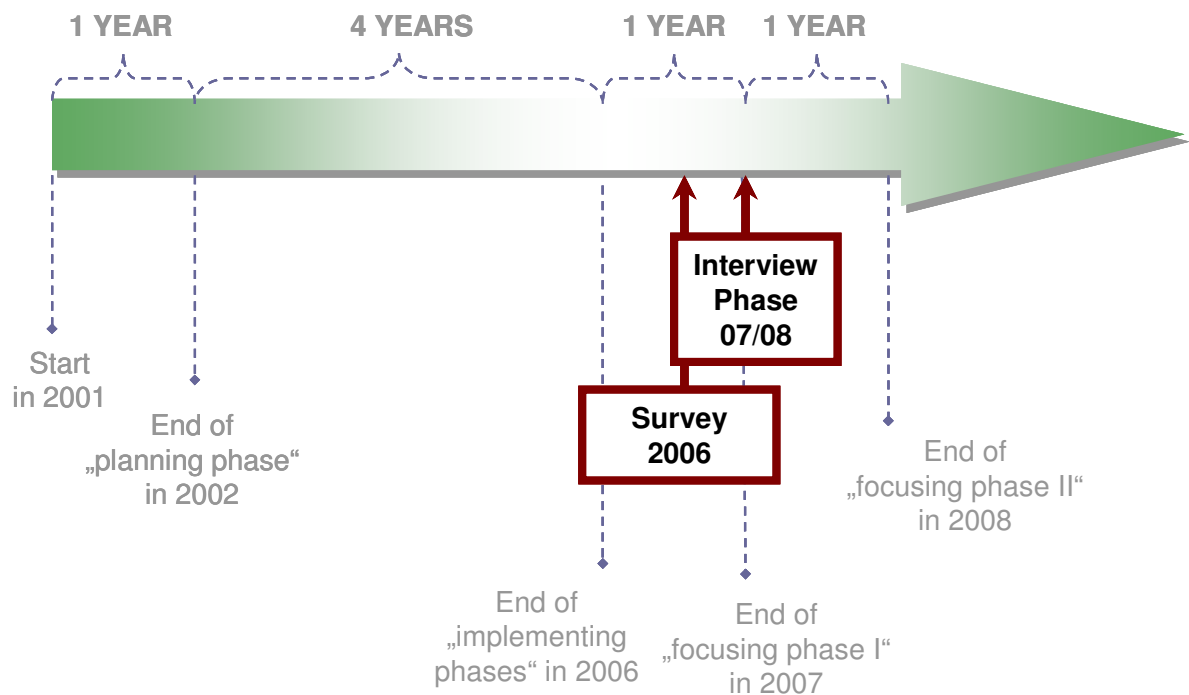 1 YEAR
4 YEARS
1 YEAR
1 YEAR
Interview
Phase
07/08
Survey
2006
Start
in 2001
End of
„planning phase“
in 2002
End of
„implementing
phases“ in 2006
End of
„focusing phase I“
in 2007
End of
„focusing phase II“
in 2008